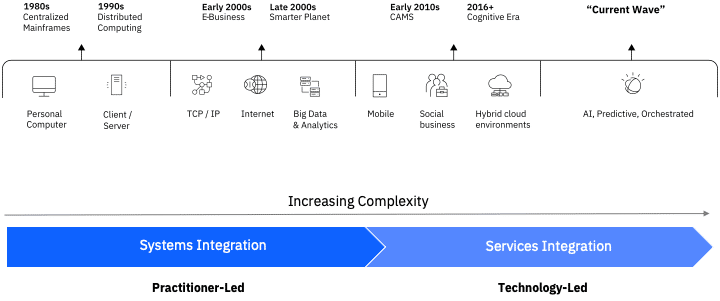 1980s
Centralized
Mainframes
1990s
Distributed
Computing
Early 2000s
E-Business
Late 2000s
Smarter Planet
Early 2010s
CAMS
2016+
Cognitive Era
“Current Wave”
Personal
Computer
Client /
Server
TCP / IP
Internet
Big Data
& Analytics
Mobile
Social
business
Hybrid cloud
environments
AI, Predictive, Orchestrated
Increasing Complexity
Systems Integration
Services Integration
Practitioner-Led
Technology-Led